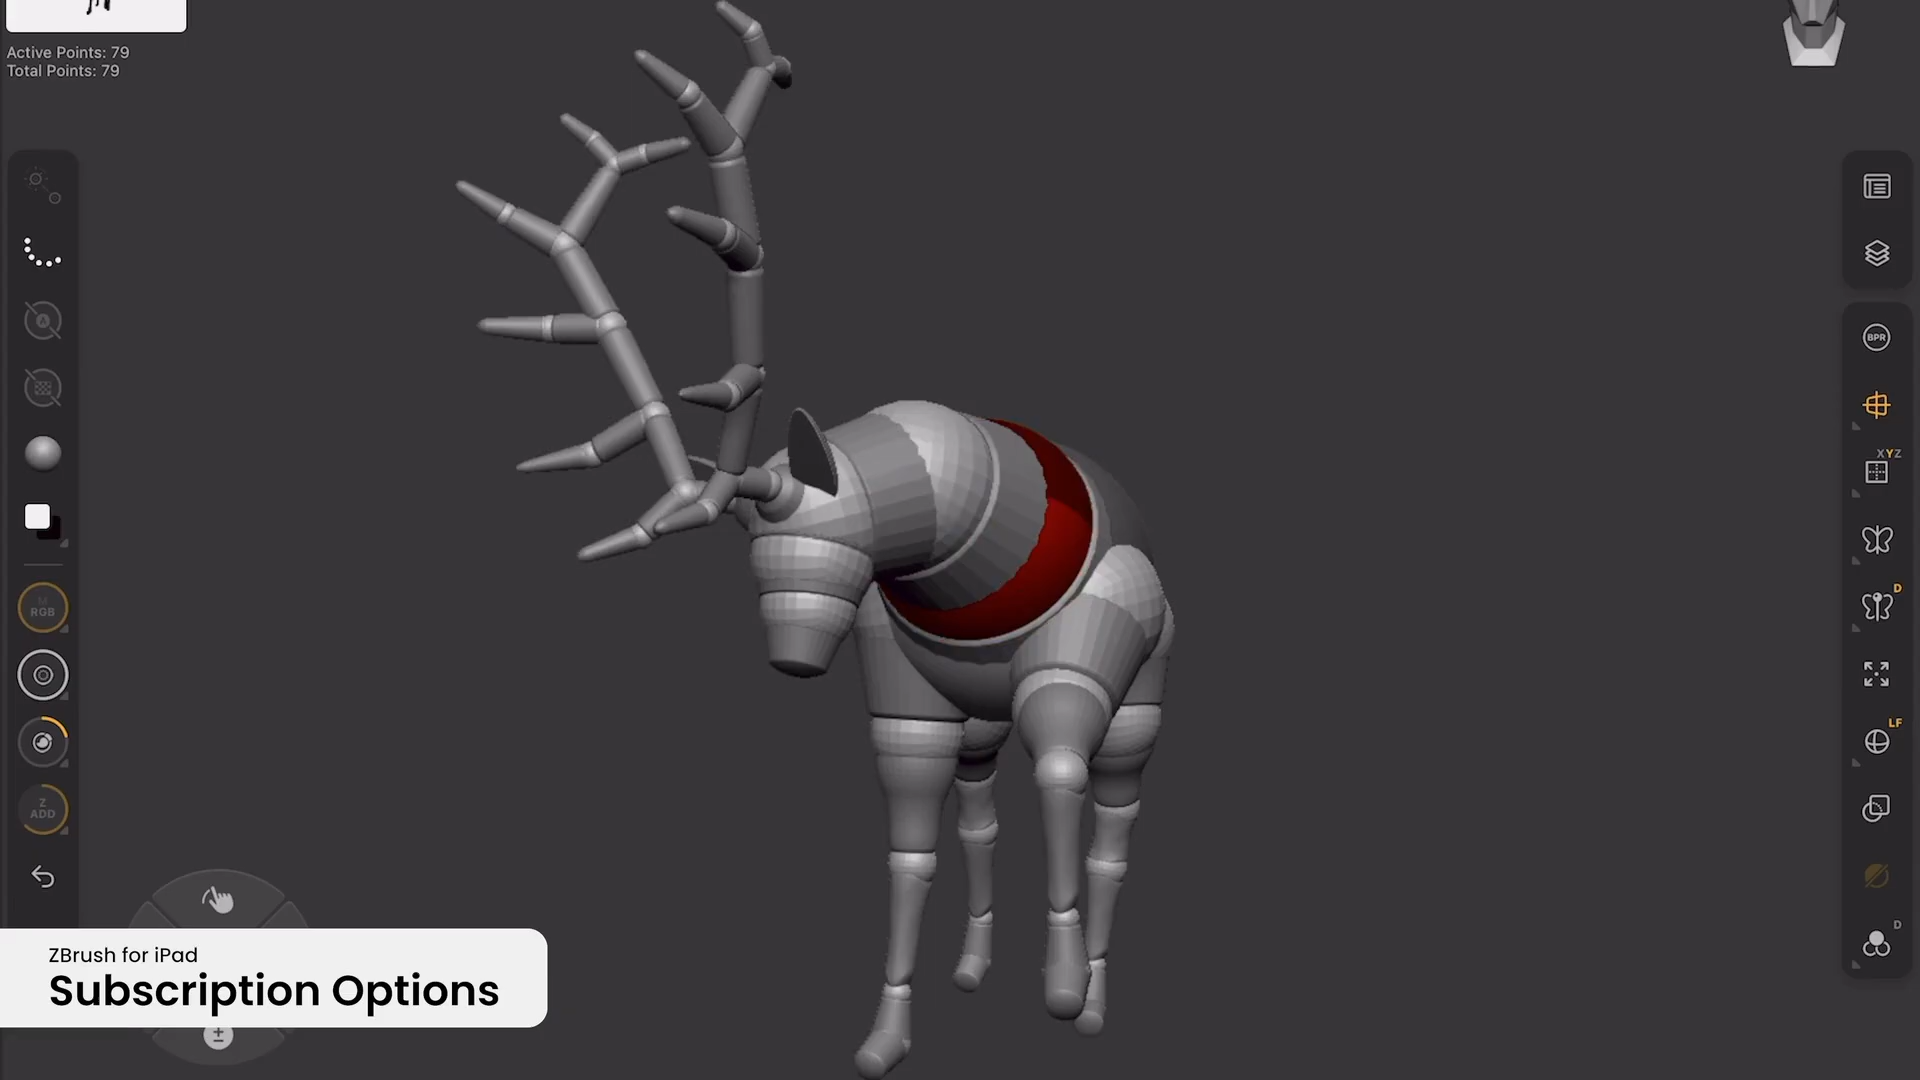 Active Points: 79
Total Points: 79
BPR
XYZ
D
M
RGB
LF
Z
ADD
D
ZBrush for iPad
Subscription Options